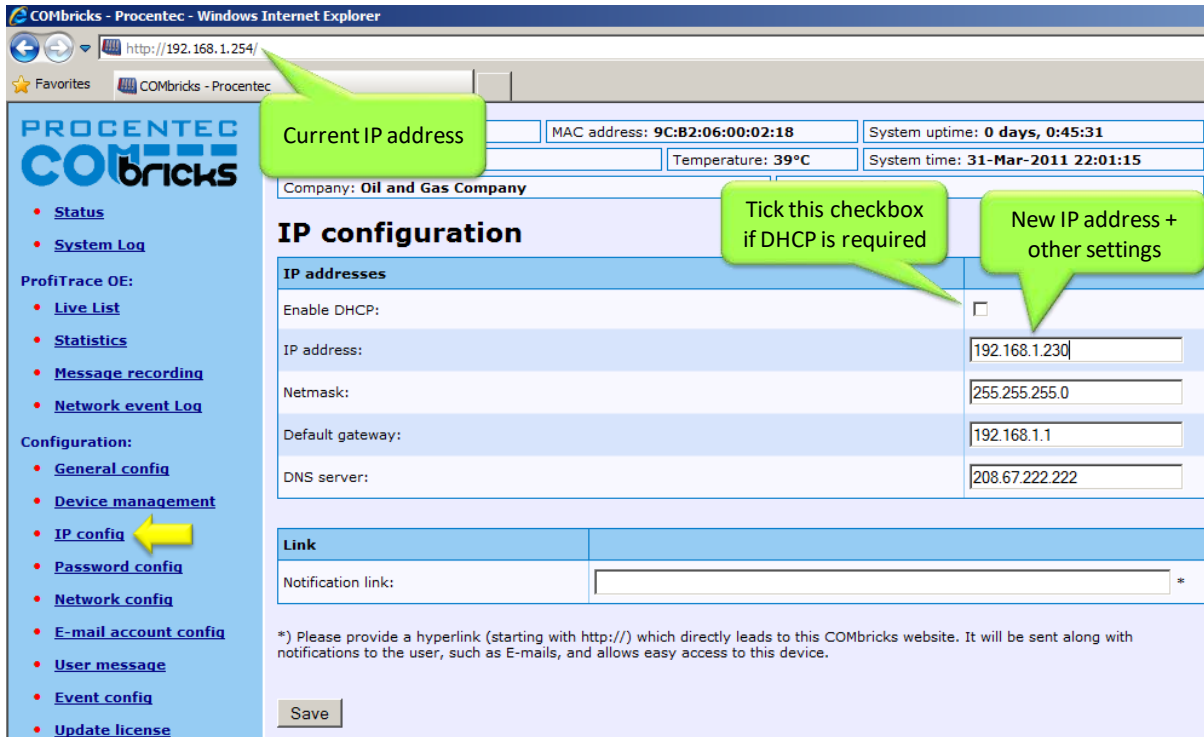 COMbricks - Procentec - Windows Internet Explorer
http://192.168.1.254/
Favorites COMbricks - Procentec
PROCENTEC
COMbricks
Current IP address
MAC address: 9C:B2:06:00:02:18
System uptime: 0 days, 0:45:31
Temperature: 39°C
System time: 31-Mar-2011 22:01:15
Company: Oil and Gas Company
Tick this checkbox
if DHCP is required
New IP address +
other settings
• Status
• System Log
ProfiTrace OE:
• Live List
• Statistics
• Message recording
• Network event Log
Configuration:
• General config
• Device management
• IP config
• Password config
• Network config
• E-mail account config
• User message
• Event config
• Update license
IP configuration
IP addresses
Enable DHCP:
IP address: 192.168.1.230
Netmask: 255.255.255.0
Default gateway: 192.168.1.1
DNS server: 208.67.222.222
Link
Notification link: *
*) Please provide a hyperlink (starting with http://) which directly leads to this COMbricks website. It will be sent along with
notifications to the user, such as E-mails, and allows easy access to this device.
Save